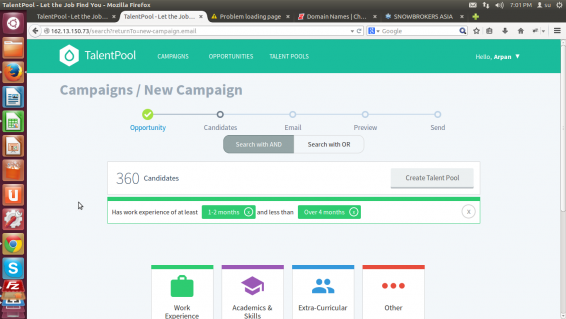 TalentPool - Let the Job Find You - Mozilla Firefox
7:01 PM
su
TalentPool - Let the Job...
TalentPool - Let the Job...
Problem loading page
Domain Names | Ch...
SNOWBROKERS ASIA
162.13.150.73/search?returnTo=new-campaign.email
Google
TalentPool
CAMPAIGNS
OPPORTUNITIES
TALENT POOLS
Hello, Arpan
Campaigns / New Campaign
Opportunity
Candidates
Email
Preview
Send
Search with AND
Search with OR
360 Candidates
Create Talent Pool
Has work experience of at least 1-2 months and less than Over 4 months
X
Work
Experience
Academics &
Skills
Extra-Curricular
Other